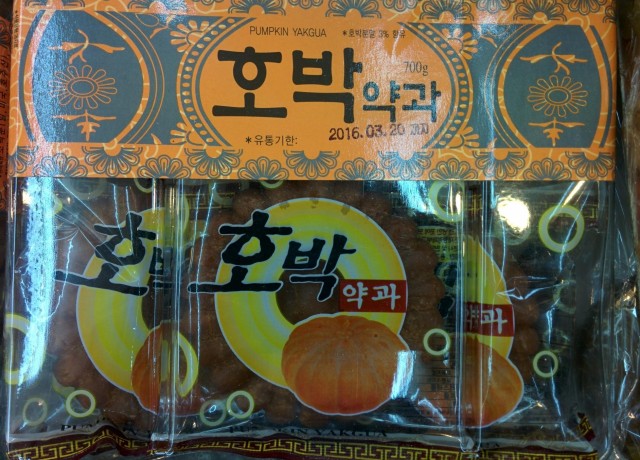 PUMPKIN YAKGUA
*호박분말 3% 함유
호박약과
700g
*유통기한:
2016.03.20 까지
호박
호박
약과
약과
YAKGUA